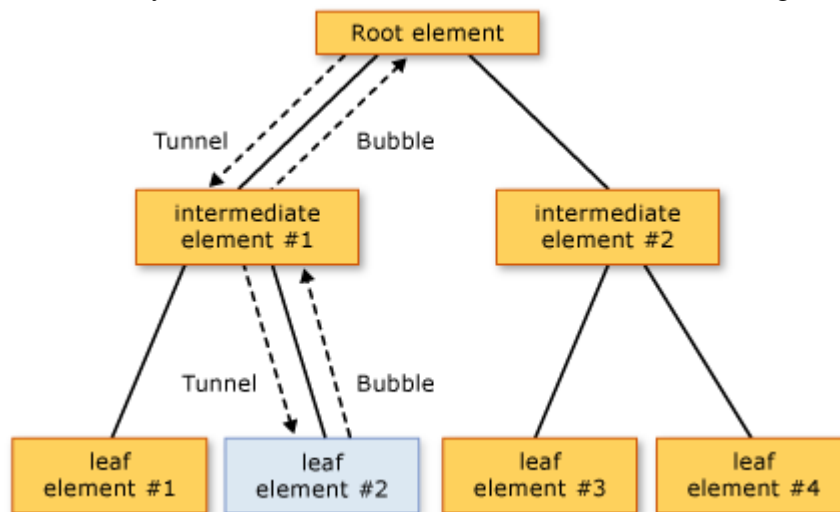 Root element
Tunnel
Bubble
intermediate
element #1
intermediate
element #2
Tunnel
Bubble
leaf
element #1
leaf
element #2
leaf
element #3
leaf
element #4